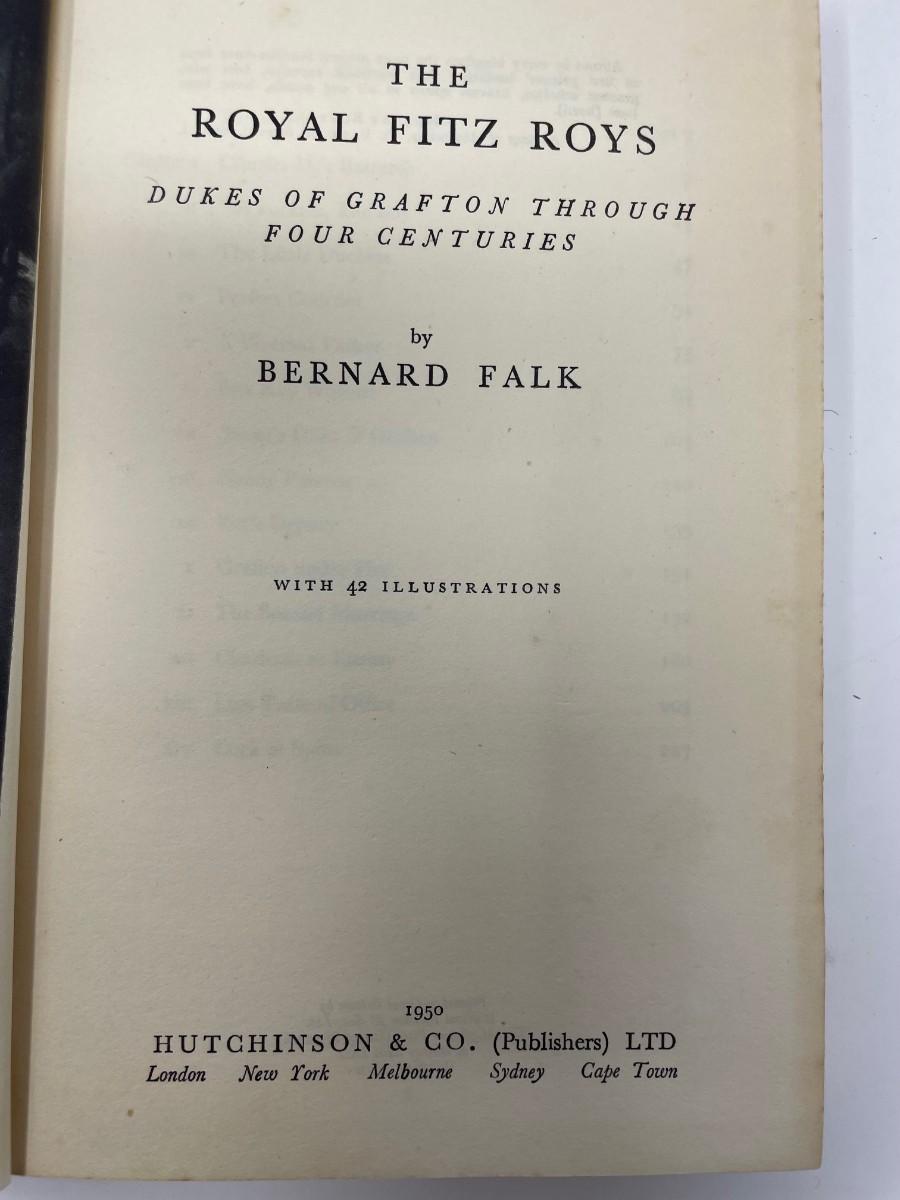 THE
ROYAL FITZ ROYS
DUKES OF GRAFTON THROUGH
FOUR CENTURIES
by
BERNARD FALK
WITH 42 ILLUSTRATIONS
1950
HUTCHINSON & CO. (Publishers) LTD
London New York Melbourne Sydney Cape Town